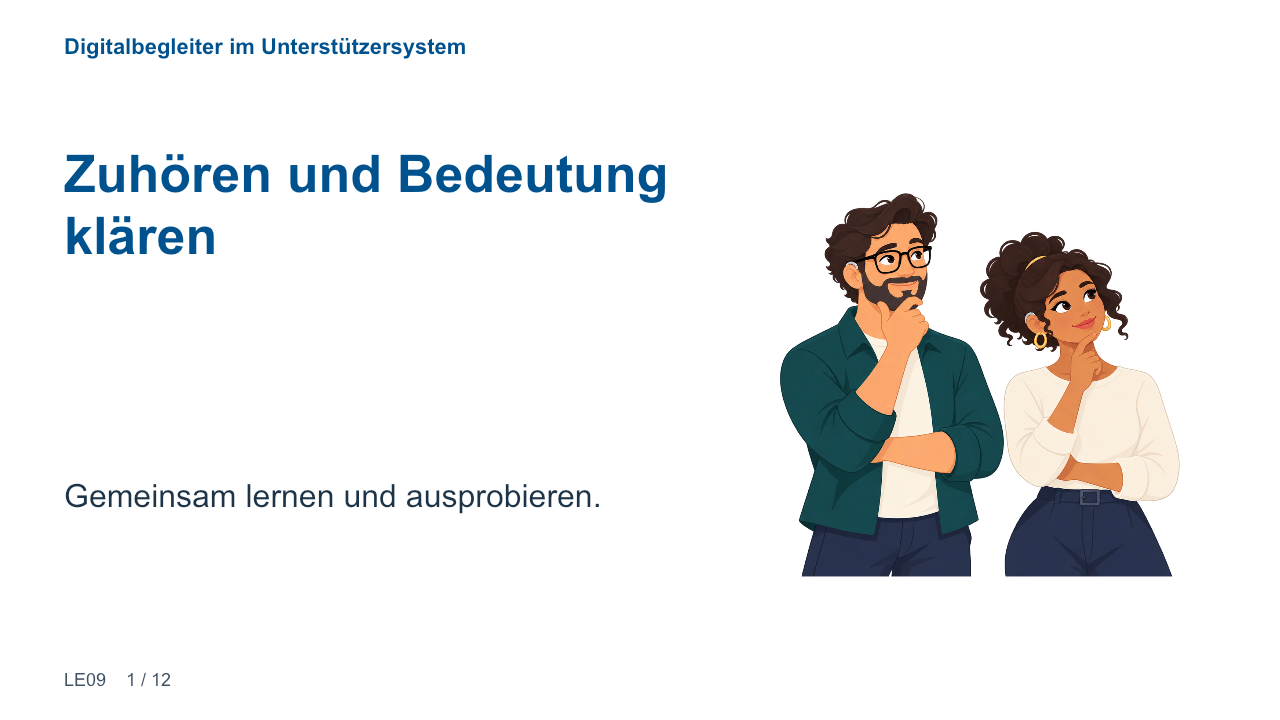 Digitalbegleiter im Unterstützersystem
Zuhören und Bedeutung
klären
Gemeinsam lernen und ausprobieren.
LE09 1 / 12